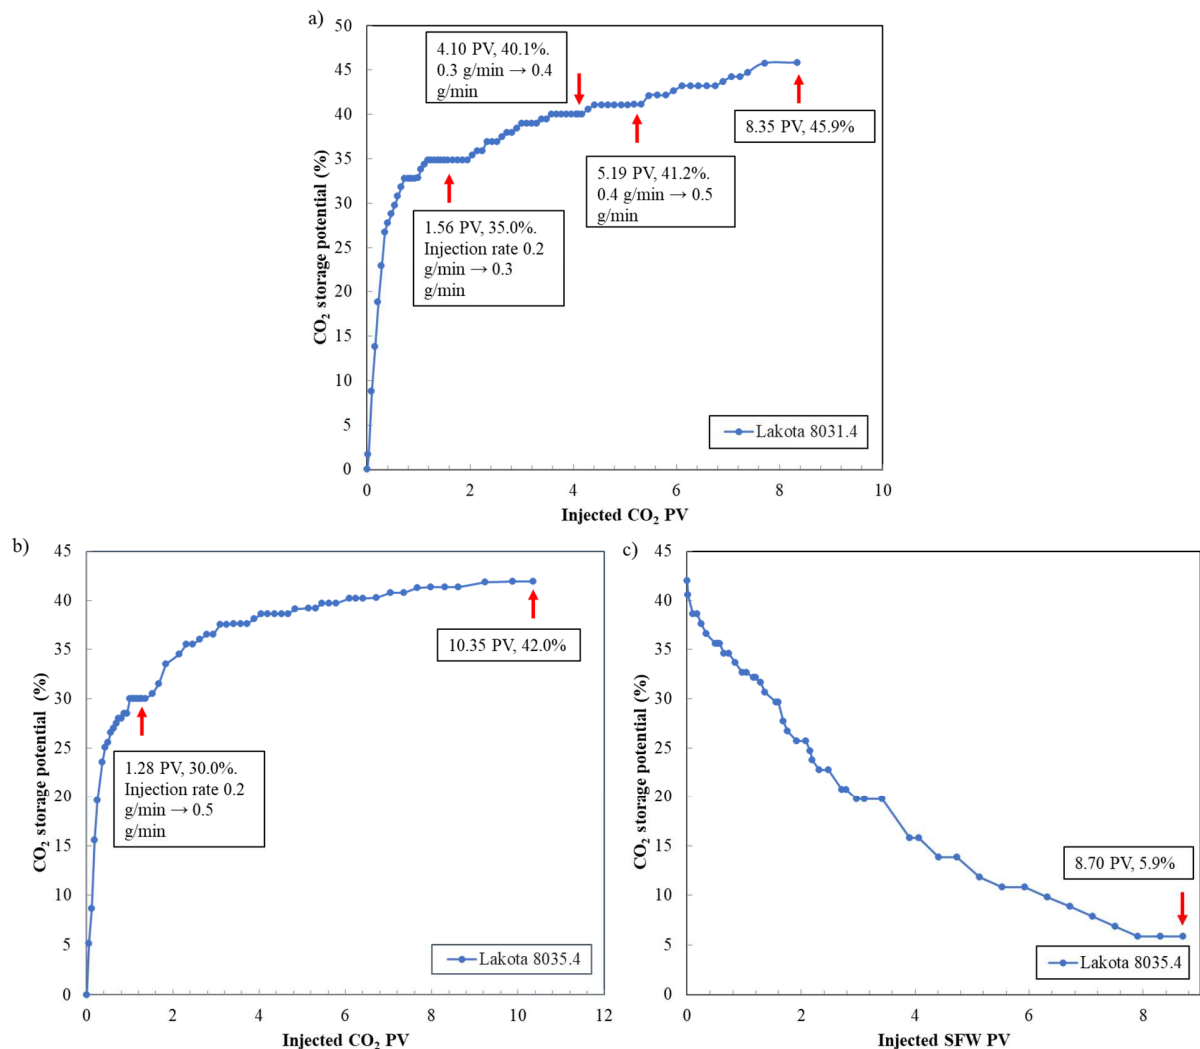 a)
50
45
40
35
30
25
20
15
10
5
0
CO2 storage potential (%)
4.10 PV, 40.1%.
0.3 g/min → 0.4
g/min
8.35 PV, 45.9%
5.19 PV, 41.2%.
0.4 g/min → 0.5
g/min
1.56 PV, 35.0%.
Injection rate 0.2
g/min → 0.3
g/min
Lakota 8031.4
0 2 4 6 8 10
Injected CO2 PV
b)
45
40
35
30
25
20
15
10
5
0
CO2 storage potential (%)
10.35 PV, 42.0%
1.28 PV, 30.0%.
Injection rate 0.2
g/min → 0.5
g/min
Lakota 8035.4
0 2 4 6 8 10 12
Injected CO2 PV
c)
45
40
35
30
25
20
15
10
5
0
CO2 storage potential (%)
8.70 PV, 5.9%
Lakota 8035.4
0 2 4 6 8
Injected SFW PV